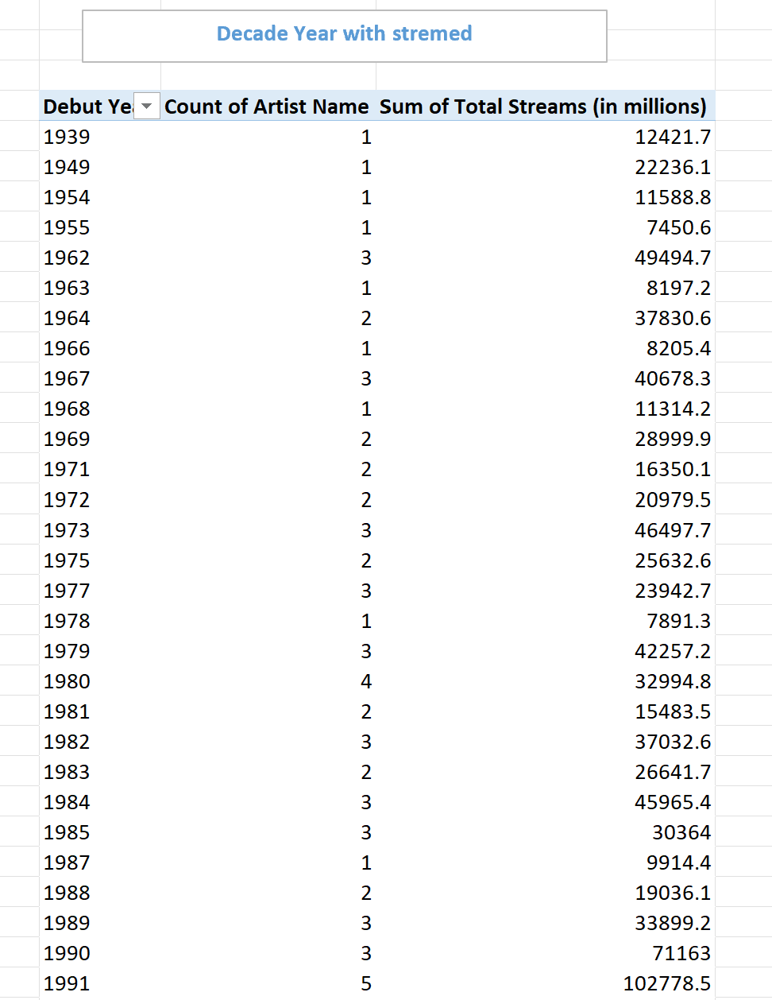 Decade Year with stremed
Debut Ye Count of Artist Name Sum of Total Streams (in millions)
1939 1 12421.7
1949 1 22236.1
1954 1 11588.8
1955 1 7450.6
1962 3 49494.7
1963 1 8197.2
1964 2 37830.6
1966 1 8205.4
1967 3 40678.3
1968 1 11314.2
1969 2 28999.9
1971 2 16350.1
1972 2 20979.5
1973 3 46497.7
1975 2 25632.6
1977 3 23942.7
1978 1 7891.3
1979 3 42257.2
1980 4 32994.8
1981 2 15483.5
1982 3 37032.6
1983 2 26641.7
1984 3 45965.4
1985 3 30364
1987 1 9914.4
1988 2 19036.1
1989 3 33899.2
1990 3 71163
1991 5 102778.5